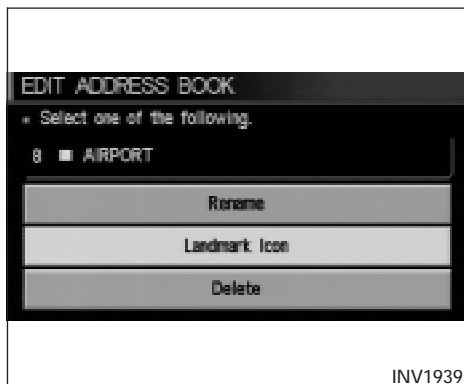 EDIT ADDRESS BOOK
Select one of the following.
8 AIRPORT
Rename
Landmark Icon
Delete
INV1939